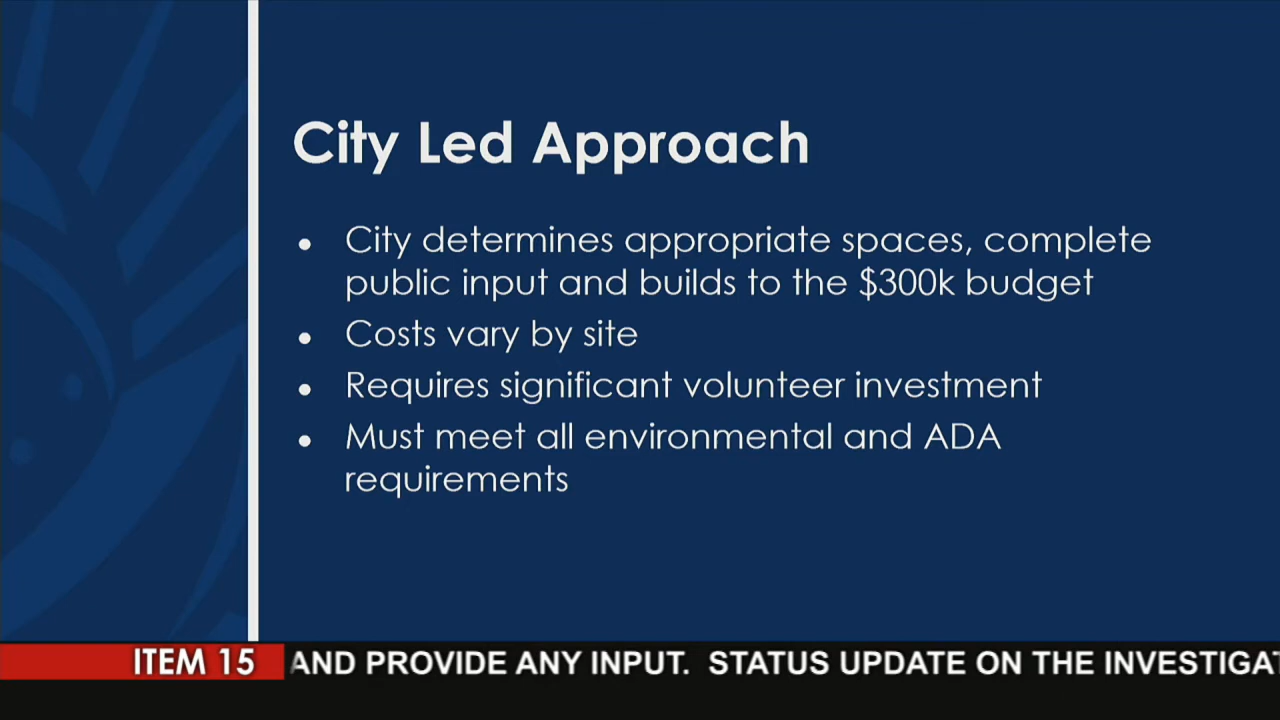 City Led Approach
• City determines appropriate spaces, complete
public input and builds to the $300k budget
• Costs vary by site
• Requires significant volunteer investment
• Must meet all environmental and ADA
requirements
ITEM 15 AND PROVIDE ANY INPUT. STATUS UPDATE ON THE